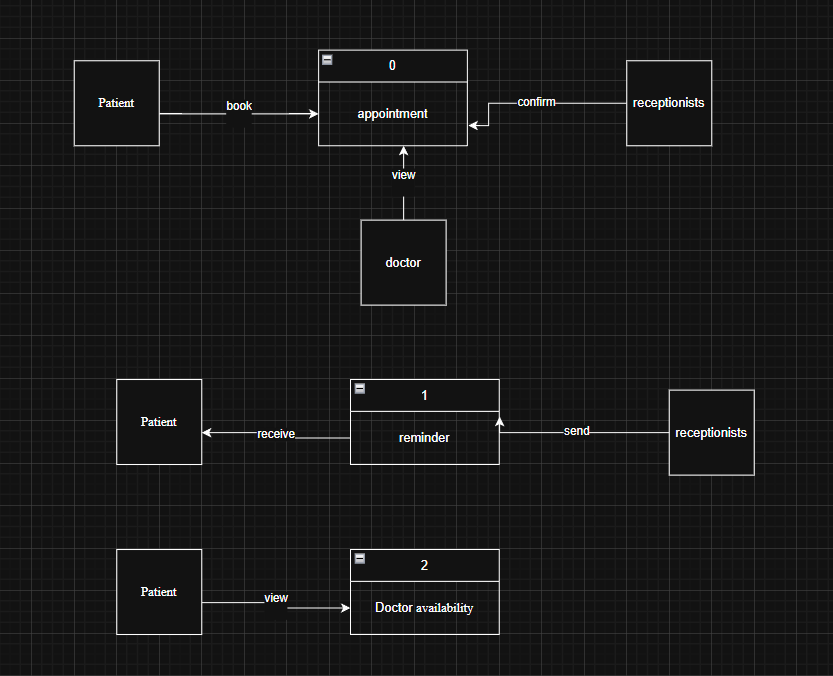 0
Patient
book
appointment
confirm
receptionists
view
doctor
1
Patient
receive
reminder
send
receptionists
2
Patient
view
Doctor availability